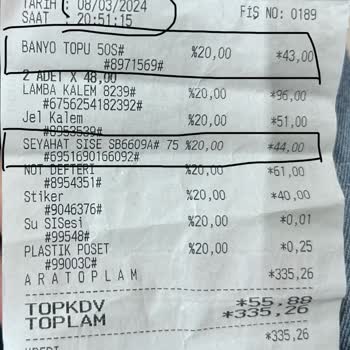 TARİH : 08/03/2024
SAAT : 20:51:15 FİŞ NO: 0189
BANYO TOPU 50S# %20,00 *43,00
#8971569#
2 ADET X 48,00
LAMBA KALEM 8239# %20,00 *96,00
#6756254182392#
Jel Kalem %20,00 *51,00
#8953539#
SEYAHAT SISE SB6609A# 75 %20,00 *44,00
#6951690166092#
NOT DEFTERİ %20,00 *61,00
#8954351#
Stiker %20,00 *40,00
#9046376#
Su SISesi %20,00 *0,01
#99548#
PLASTIK POSET %20,00 *0,25
#99003C#
ARATOPLAM *335,26
TOPKDV *55,88
TOPLAM *335,26
*335,26